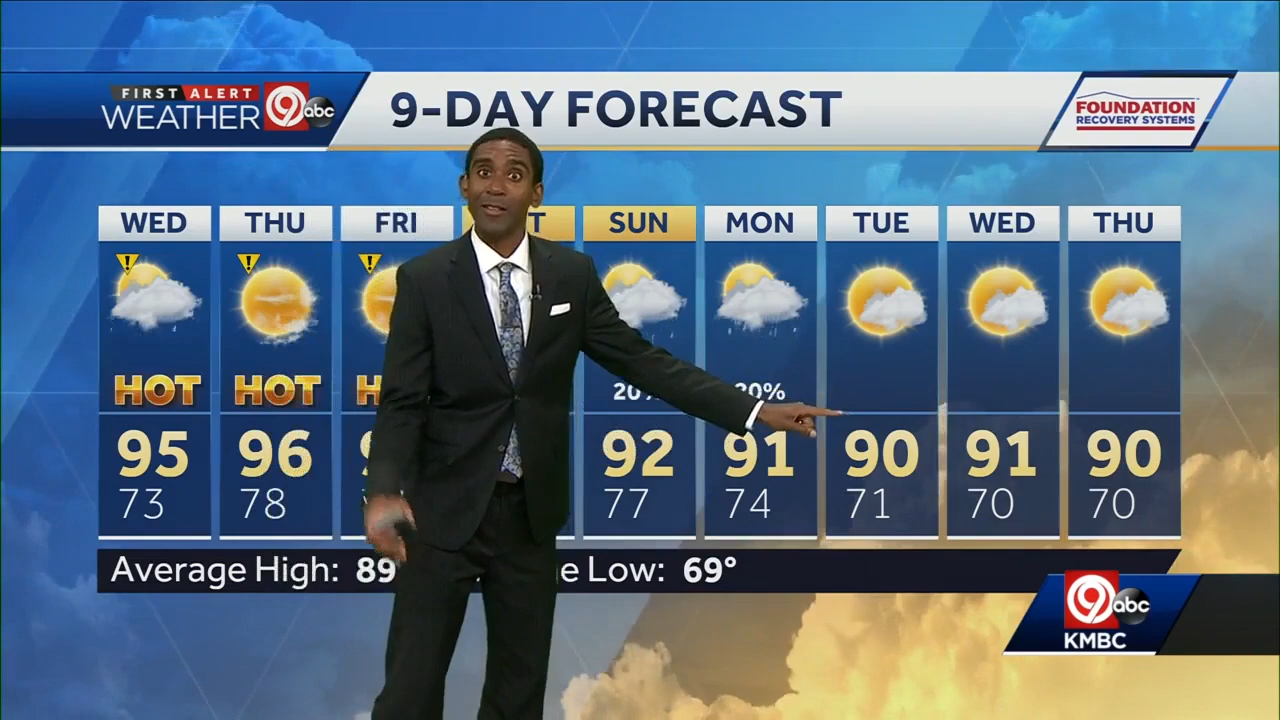 FIRST ALERT
WEATHER 9 abc
9-DAY FORECAST
FOUNDATION
RECOVERY SYSTEMS
WED THU FRI SUN MON TUE WED THU
! ! !
HOT HOT
20%
95 96 92 91 90 91 90
73 78 77 74 71 70 70
Average High: 89 Low: 69°
9 abc
KMBC